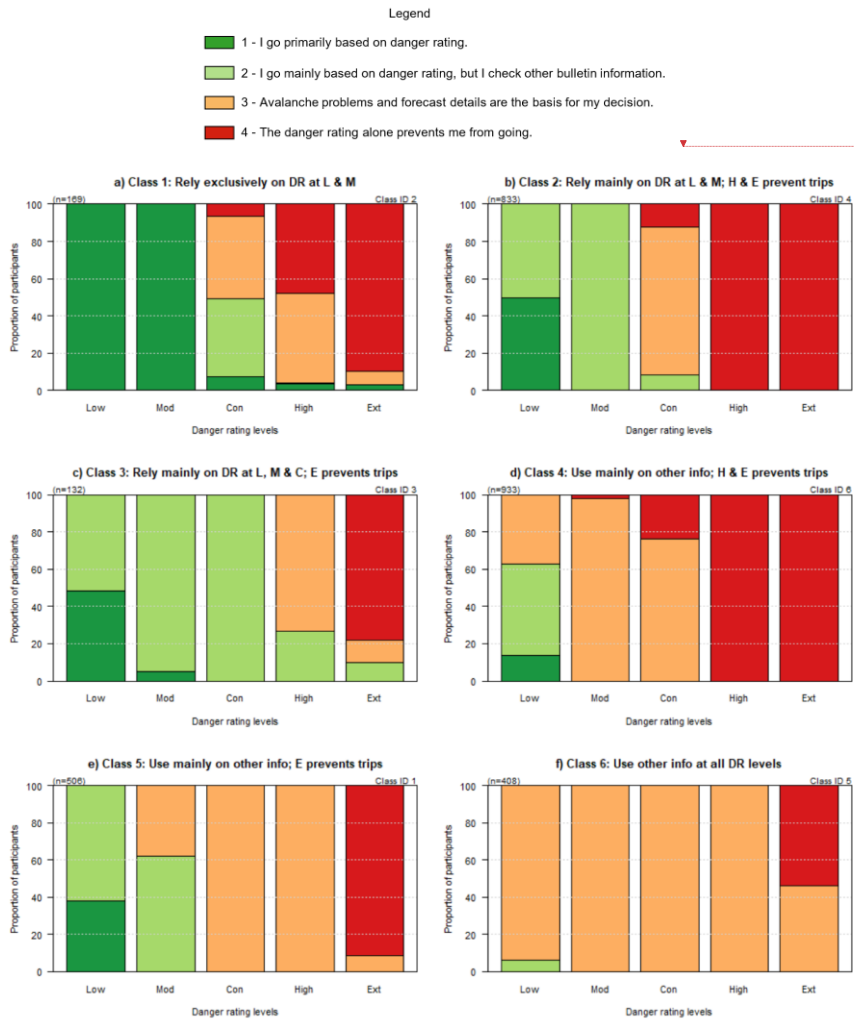 Legend
1 - I go primarily based on danger rating.
2 - I go mainly based on danger rating, but I check other bulletin information.
3 - Avalanche problems and forecast details are the basis for my decision.
4 - The danger rating alone prevents me from going.
a) Class 1: Rely exclusively on DR at L & M
(n=169)
Class ID 2
Proportion of participants
100
80
60
40
20
0
Low Mod Con High Ext
Danger rating levels
b) Class 2: Rely mainly on DR at L & M; H & E prevent trips
(n=833)
Class ID 4
Proportion of participants
100
80
60
40
20
0
Low Mod Con High Ext
Danger rating levels
c) Class 3: Rely mainly on DR at L, M & C; E prevents trips
(n=132)
Class ID 3
Proportion of participants
100
80
60
40
20
0
Low Mod Con High Ext
Danger rating levels
d) Class 4: Use mainly on other info; H & E prevents trips
(n=933)
Class ID 6
Proportion of participants
100
80
60
40
20
0
Low Mod Con High Ext
Danger rating levels
e) Class 5: Use mainly on other info; E prevents trips
(n=506)
Class ID 1
Proportion of participants
100
80
60
40
20
0
Low Mod Con High Ext
Danger rating levels
f) Class 6: Use other info at all DR levels
(n=408)
Class ID 5
Proportion of participants
100
80
60
40
20
0
Low Mod Con High Ext
Danger rating levels